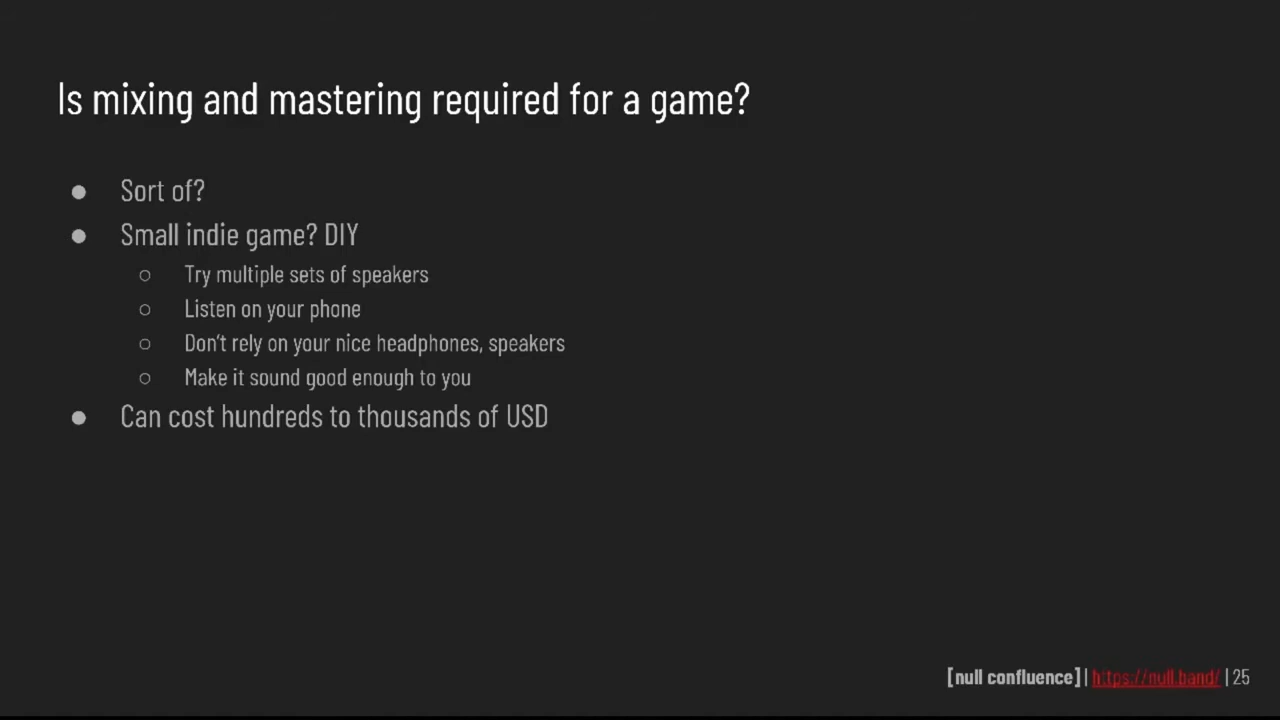 Is mixing and mastering required for a game?
● Sort of?
● Small indie game? DIY
○ Try multiple sets of speakers
○ Listen on your phone
○ Don't rely on your nice headphones, speakers
○ Make it sound good enough to you
● Can cost hundreds to thousands of USD
[null confluence] | https://null.band/ | 25